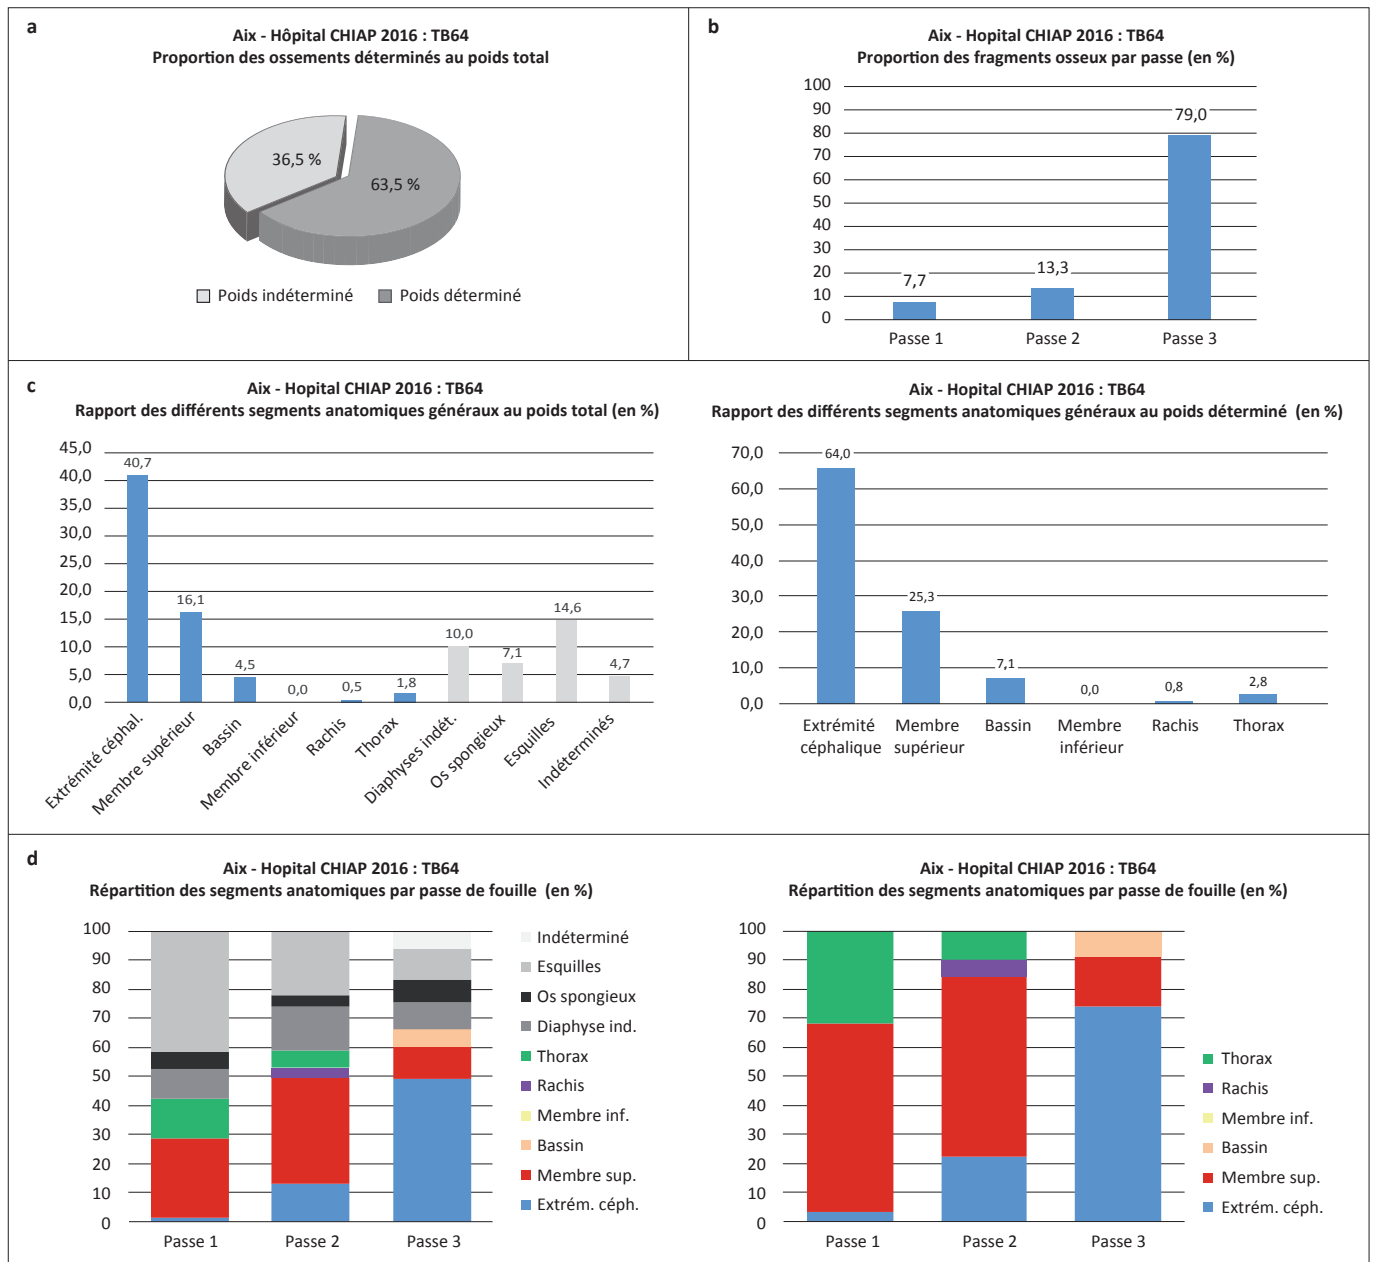 a
Aix - Hôpital CHIAP 2016 : TB64
Proportion des ossements déterminés au poids total
36,5 %
63,5 %
Poids indéterminé
Poids déterminé
b
Aix - Hopital CHIAP 2016 : TB64
Proportion des fragments osseux par passe (en %)
100
90
80
70
60
50
40
30
20
10
0
7,7
13,3
79,0
Passe 1
Passe 2
Passe 3
c
Aix - Hopital CHIAP 2016 : TB64
Rapport des différents segments anatomiques généraux au poids total (en %)
45,0
40,0
35,0
30,0
25,0
20,0
15,0
10,0
5,0
0,0
40,7
16,1
4,5
0,0
0,5
1,8
10,0
7,1
14,6
4,7
Extrémité céphal.
Membre supérieur
Bassin
Membre inférieur
Rachis
Thorax
Diaphyses indét.
Os spongieux
Esquilles
Indéterminés
Aix - Hopital CHIAP 2016 : TB64
Rapport des différents segments anatomiques généraux au poids déterminé (en %)
70,0
60,0
50,0
40,0
30,0
20,0
10,0
0,0
64,0
25,3
7,1
0,0
0,8
2,8
Extrémité
céphalique
Membre
supérieur
Bassin
Membre
inférieur
Rachis
Thorax
d
Aix - Hopital CHIAP 2016 : TB64
Répartition des segments anatomiques par passe de fouille (en %)
100
90
80
70
60
50
40
30
20
10
0
Passe 1
Passe 2
Passe 3
Indéterminé
Esquilles
Os spongieux
Diaphyse ind.
Thorax
Rachis
Membre inf.
Bassin
Membre sup.
Extrém. céph.
Aix - Hopital CHIAP 2016 : TB64
Répartition des segments anatomiques par passe de fouille (en %)
100
90
80
70
60
50
40
30
20
10
0
Passe 1
Passe 2
Passe 3
Thorax
Rachis
Membre inf.
Bassin
Membre sup.
Extrém. céph.